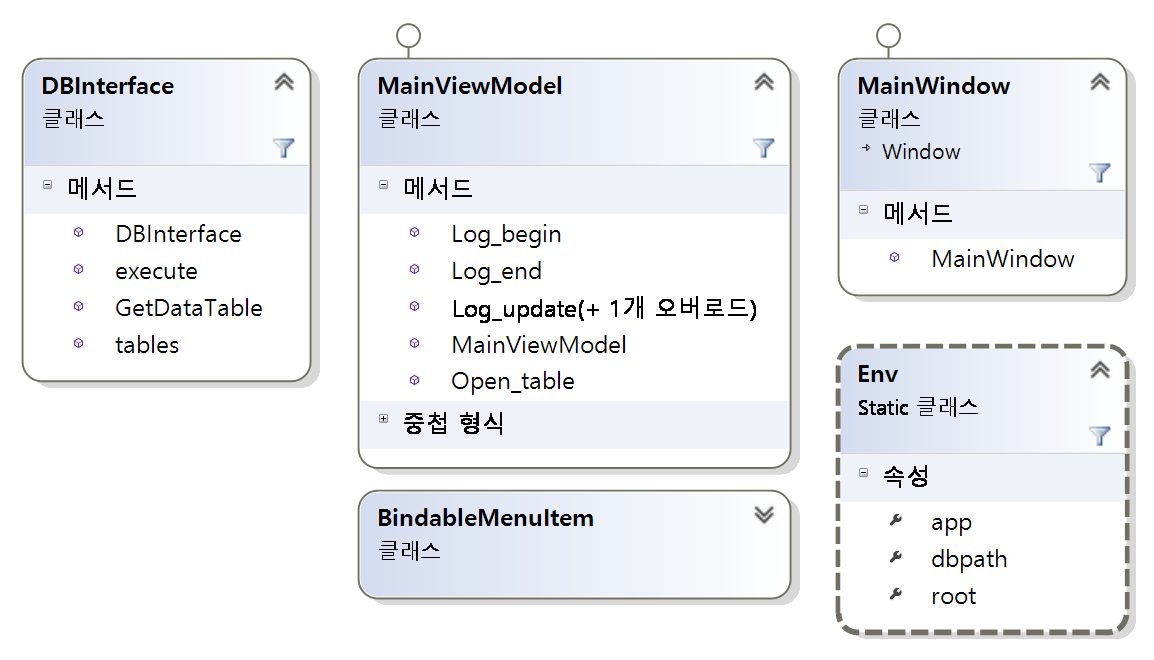 DBInterface
클래스
메서드
DBInterface
execute
GetDataTable
tables
MainViewModel
클래스
메서드
Log_begin
Log_end
Log_update(+ 1개 오버로드)
MainViewModel
Open_table
중첩 형식
BindableMenuItem
클래스
MainWindow
클래스
Window
메서드
MainWindow
Env
Static 클래스
속성
app
dbpath
root